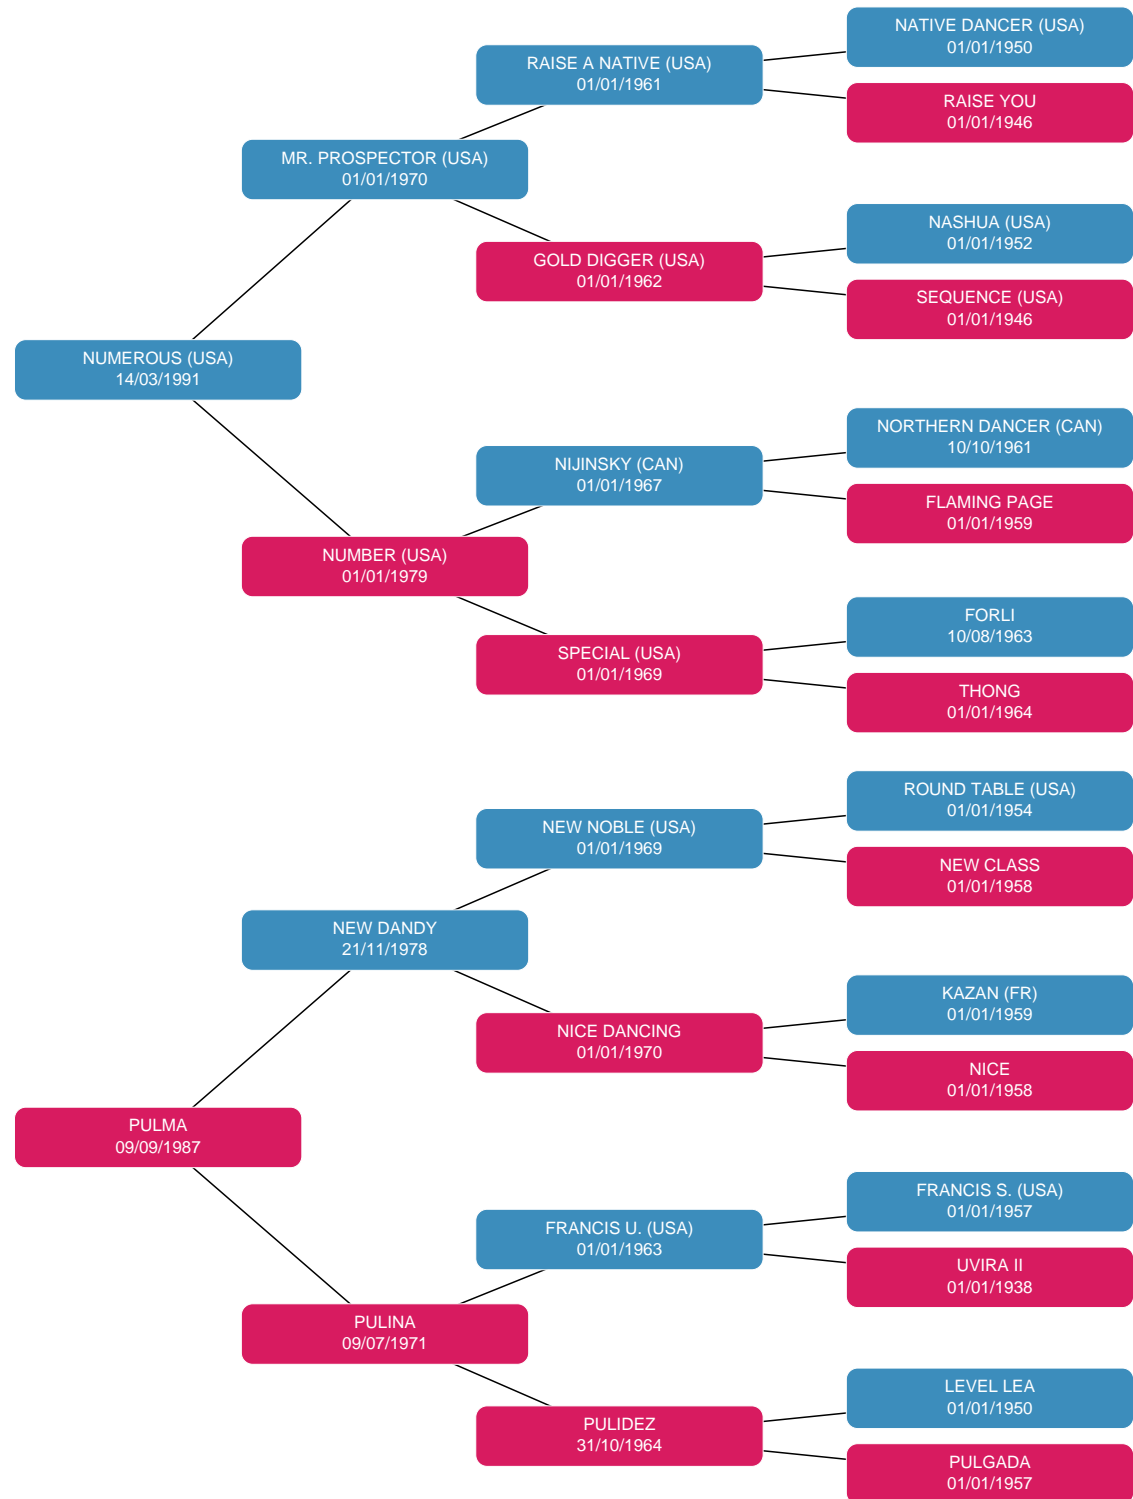 NATIVE DANCER (USA)
01/01/1950
RAISE A NATIVE (USA)
01/01/1961
RAISE YOU
01/01/1946
MR. PROSPECTOR (USA)
01/01/1970
NASHUA (USA)
01/01/1952
GOLD DIGGER (USA)
01/01/1962
SEQUENCE (USA)
01/01/1946
NUMEROUS (USA)
14/03/1991
NORTHERN DANCER (CAN)
10/10/1961
NIJINSKY (CAN)
01/01/1967
FLAMING PAGE
01/01/1959
NUMBER (USA)
01/01/1979
FORLI
10/08/1963
SPECIAL (USA)
01/01/1969
THONG
01/01/1964
ROUND TABLE (USA)
01/01/1954
NEW NOBLE (USA)
01/01/1969
NEW CLASS
01/01/1958
NEW DANDY
21/11/1978
KAZAN (FR)
01/01/1959
NICE DANCING
01/01/1970
NICE
01/01/1958
PULMA
09/09/1987
FRANCIS S. (USA)
01/01/1957
FRANCIS U. (USA)
01/01/1963
UVIRA II
01/01/1938
PULINA
09/07/1971
LEVEL LEA
01/01/1950
PULIDEZ
31/10/1964
PULGADA
01/01/1957